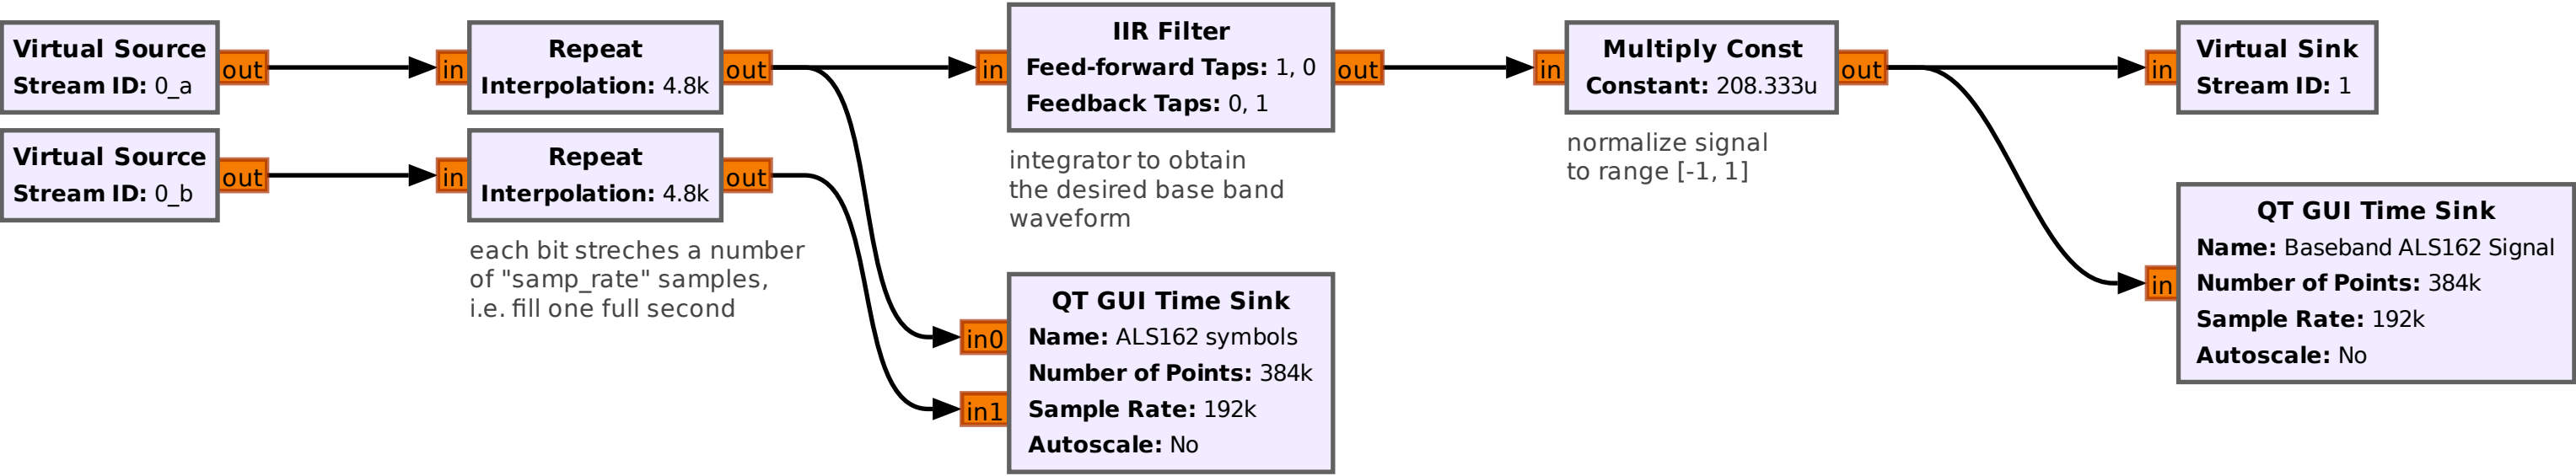 Virtual Source
Stream ID: 0_a
out
in
Repeat
Interpolation: 4.8k
out
in
IIR Filter
Feed-forward Taps: 1, 0
Feedback Taps: 0, 1
out
in
Multiply Const
Constant: 208.333u
out
in
Virtual Sink
Stream ID: 1
Virtual Source
Stream ID: 0_b
out
in
Repeat
Interpolation: 4.8k
out
each bit streches a number
of "samp_rate" samples,
i.e. fill one full second
integrator to obtain
the desired base band
waveform
normalize signal
to range [-1, 1]
in0
in1
QT GUI Time Sink
Name: ALS162 symbols
Number of Points: 384k
Sample Rate: 192k
Autoscale: No
in
QT GUI Time Sink
Name: Baseband ALS162 Signal
Number of Points: 384k
Sample Rate: 192k
Autoscale: No